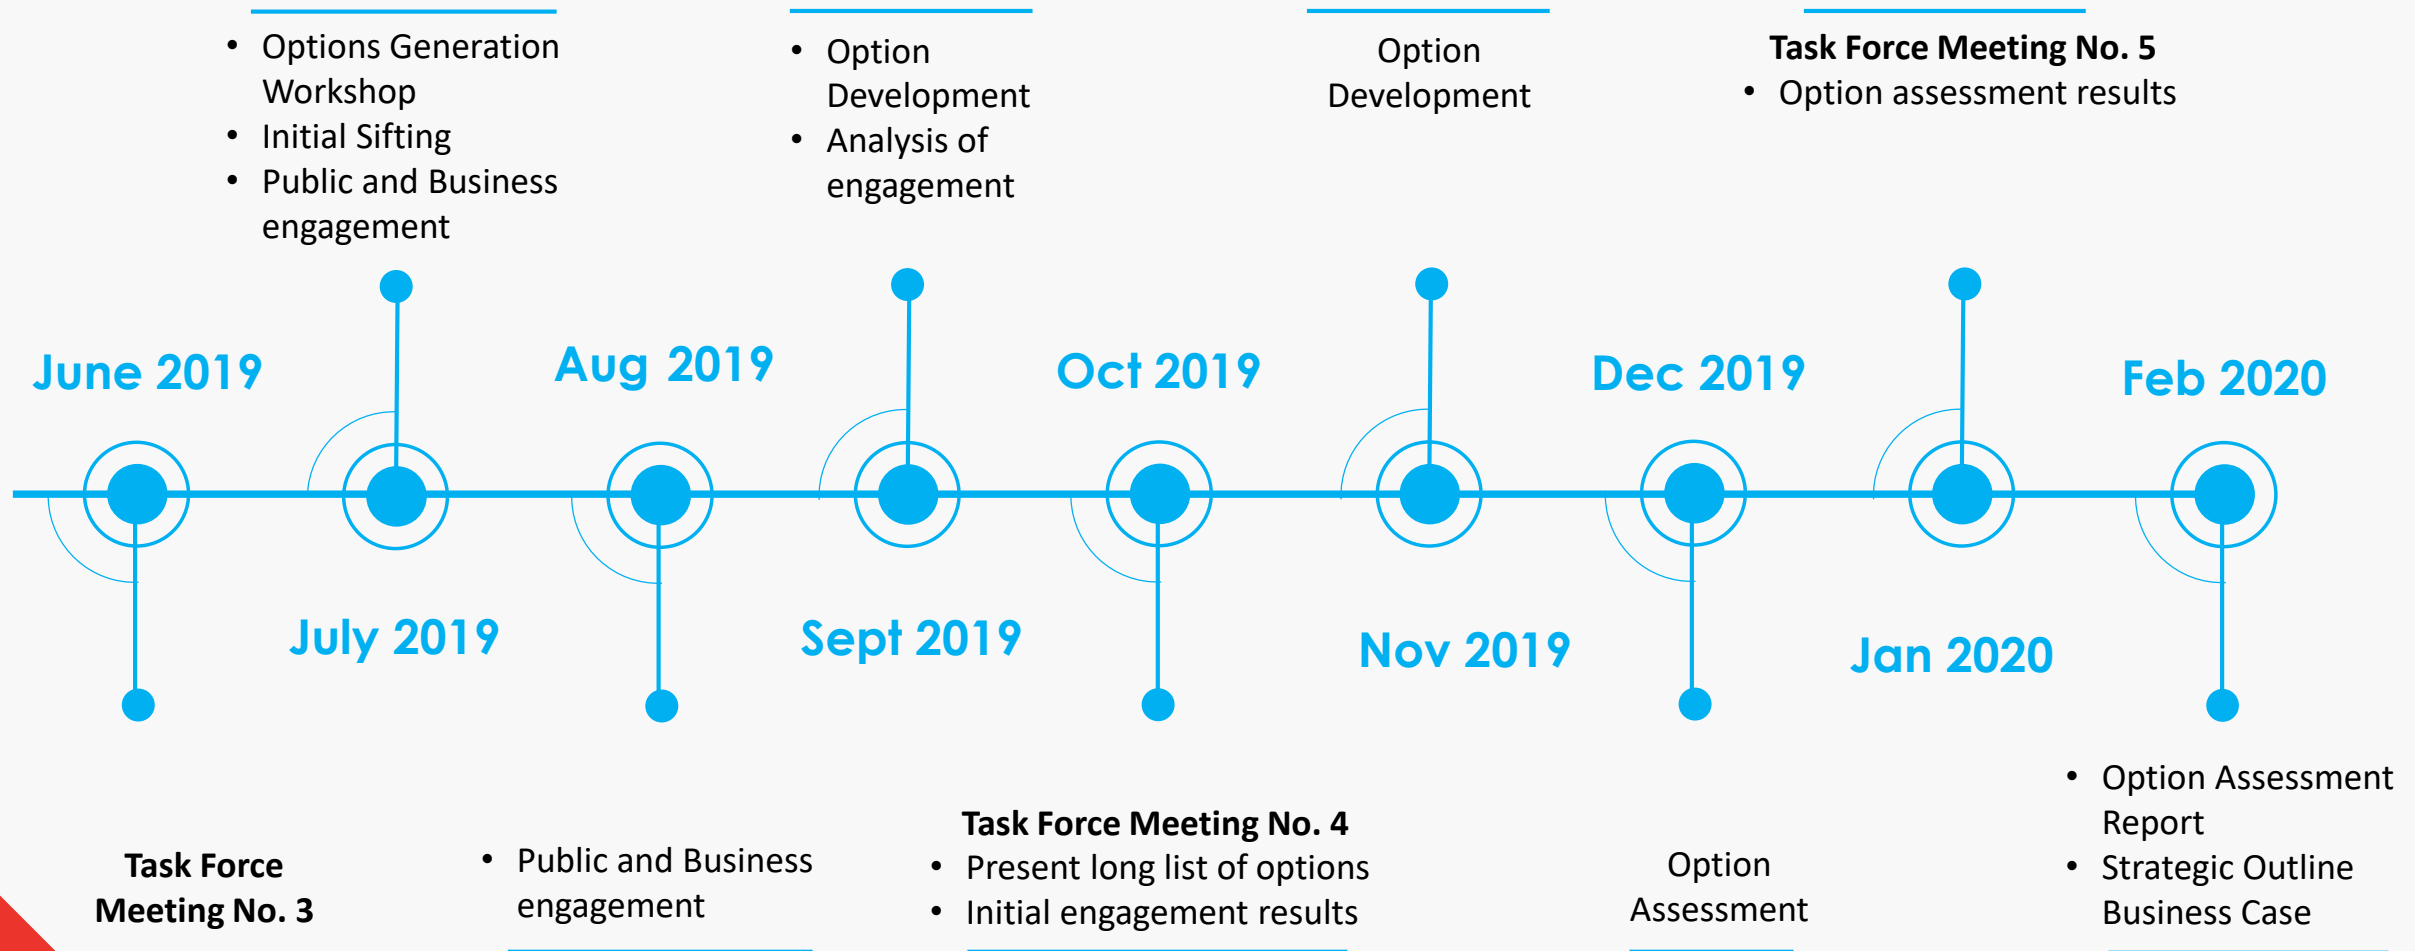 • Options Generation
Workshop
• Initial Sifting
• Public and Business
engagement
• Option
Development
• Analysis of
engagement
Option
Development
Task Force Meeting No. 5
• Option assessment results
June 2019
Aug 2019
Oct 2019
Dec 2019
Feb 2020
July 2019
Sept 2019
Nov 2019
Jan 2020
Task Force
Meeting No. 3
• Public and Business
engagement
Task Force Meeting No. 4
• Present long list of options
• Initial engagement results
Option
Assessment
• Option Assessment
Report
• Strategic Outline
Business Case